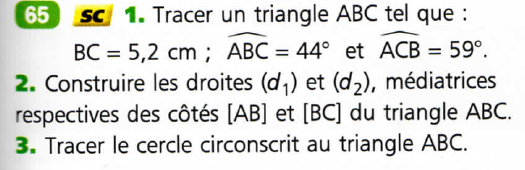 65 SC 1. Tracer un triangle ABC tel que :
BC = 5,2 cm ; ABC = 44° et ACB = 59°.
2. Construire les droites (d₁) et (d₂), médiatrices
respectives des côtés [AB] et [BC] du triangle ABC.
3. Tracer le cercle circonscrit au triangle ABC.